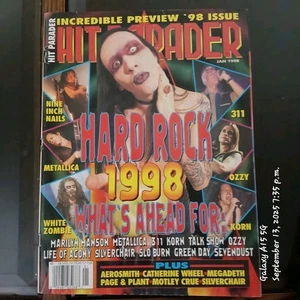 INCREDIBLE PREVIEW '98 ISSUE
HIT PARADER
HIT PARADER
JAN 1998
NINE
INCH
NAILS
311
HARD ROCK
METALLICA
OZZY
1998
WHAT'S AHEAD FOR:
WHITE
ZOMBIE
KORN
MARILYN MANSON METALLICA 311 KORN TALK SHOW OZZY
LIFE OF AGONY SILVERCHAIR SLO BURN GREEN DAY SEVENDUST
PLUS
AEROSMITH·CATHERINE WHEEL·MEGADETH
PAGE & PLANT·MOTLEY CRUE·SILVERCHAIR
Galaxy A15 5G
September 13, 2025 7:35 p.m.